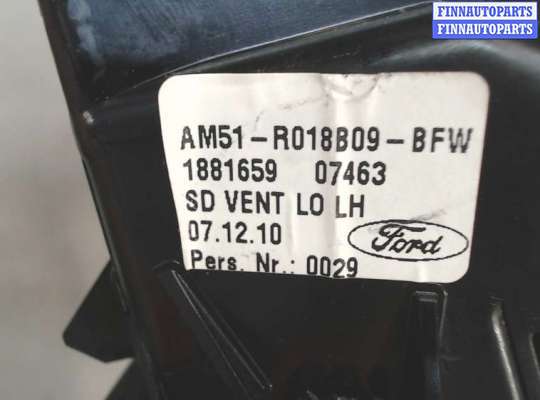 FINNAUTOPARTS
FINNAUTOPARTS
AM51-R018B09-BFW
1881659 07463
SD VENT LO LH
07.12.10 Ford
Pers. Nr.: 0029